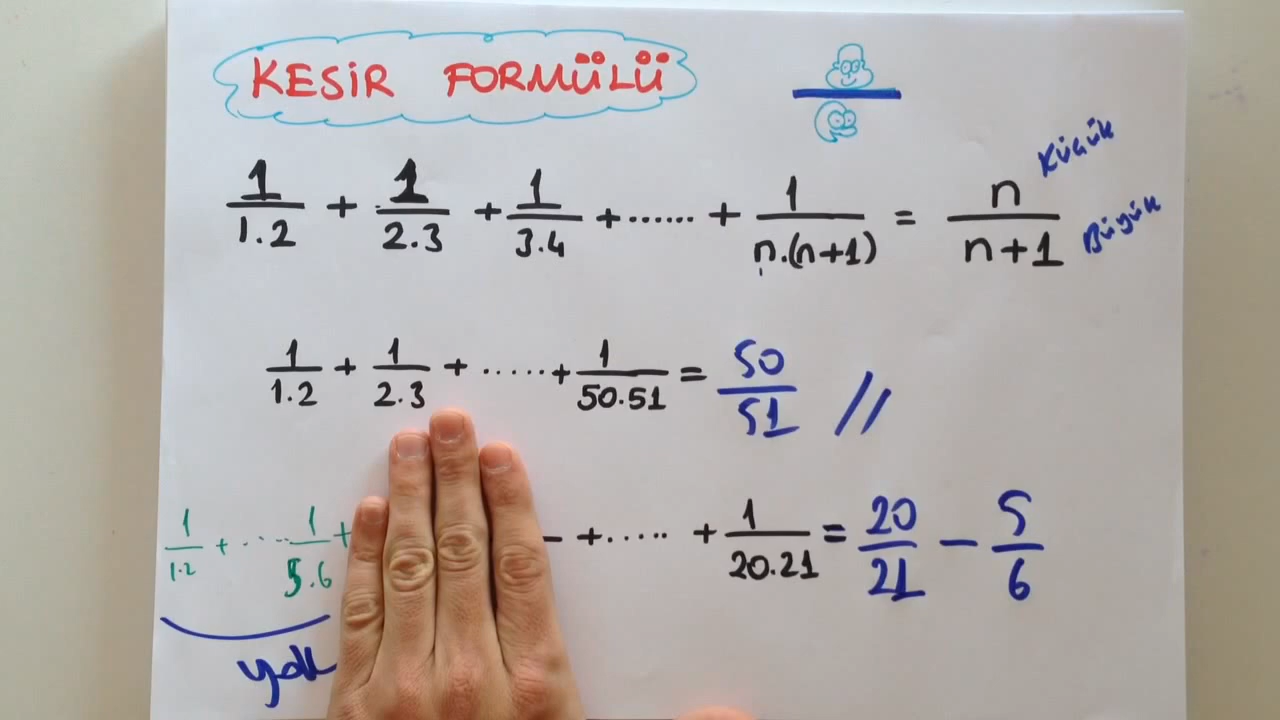 KESİR FORMÜLÜ
1/1.2 + 1/2.3 + 1/3.4 + ...... + 1/n.(n+1) = n/n+1 Küçük Büyük
1/1.2 + 1/2.3 + ..... + 1/50.51 = 50/51 //
1/1.2 + ... 1/5.6 + – + ..... + 1/20.21 = 20/21 – 5/6
yok